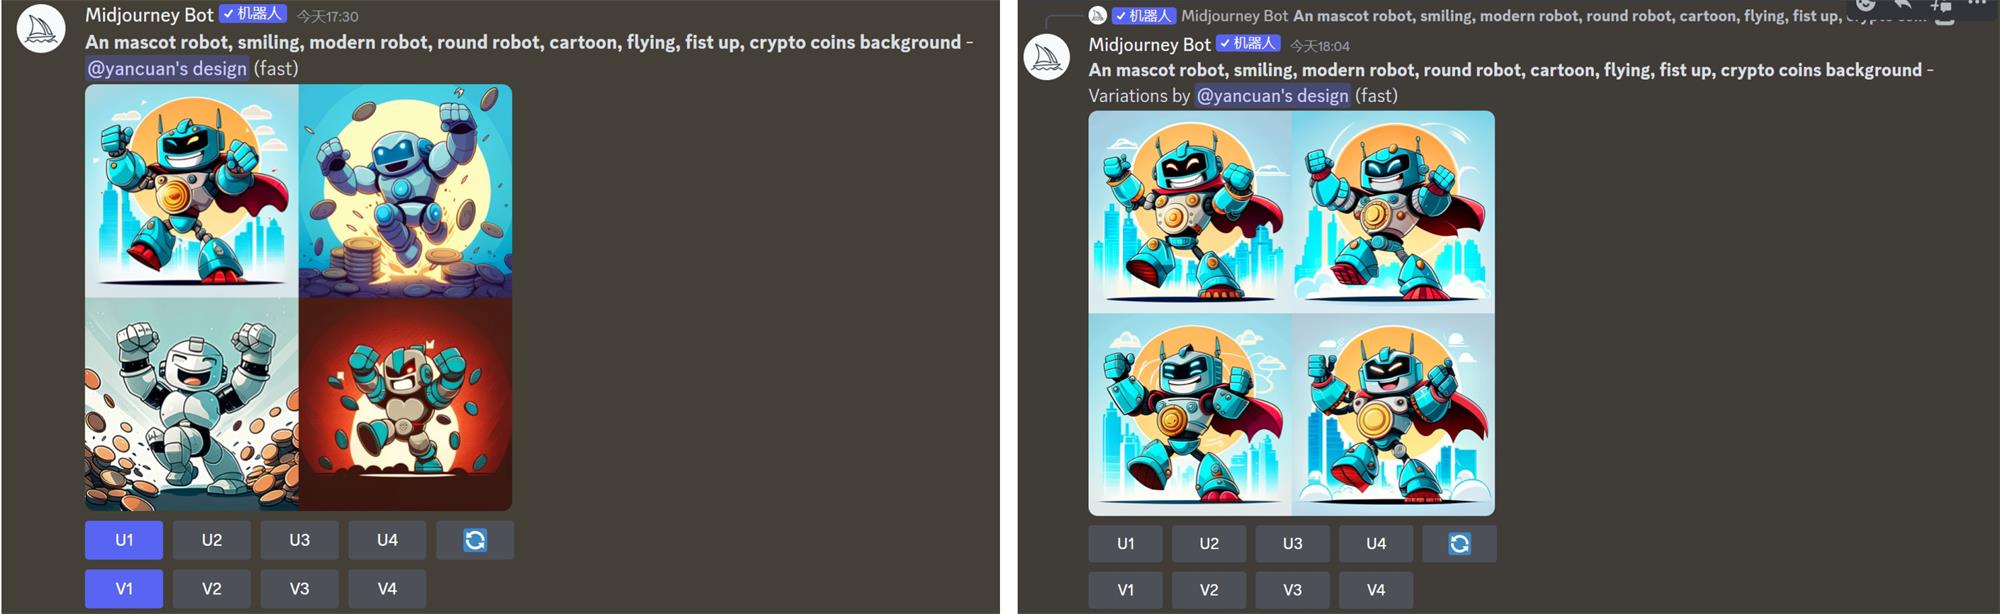 Midjourney Bot ✓机器人 今天17:30
An mascot robot, smiling, modern robot, round robot, cartoon, flying, fist up, crypto coins background -
@yancuan's design (fast)
U1 U2 U3 U4
V1 V2 V3 V4
✓机器人 Midjourney Bot An mascot robot, smiling, modern robot, round robot, cartoon, flying, fist up,
Midjourney Bot ✓机器人 今天18:04
An mascot robot, smiling, modern robot, round robot, cartoon, flying, fist up, crypto coins background -
Variations by @yancuan's design (fast)
U1 U2 U3 U4
V1 V2 V3 V4